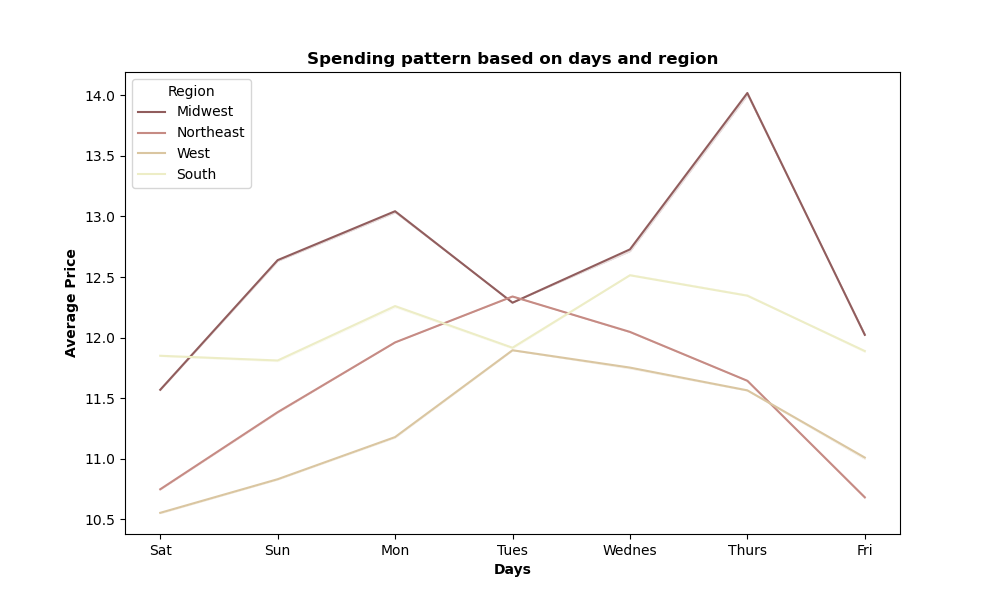 Spending pattern based on days and region
Region
Midwest
Northeast
West
South
Average Price
14.0
13.5
13.0
12.5
12.0
11.5
11.0
10.5
Sat Sun Mon Tues Wednes Thurs Fri
Days